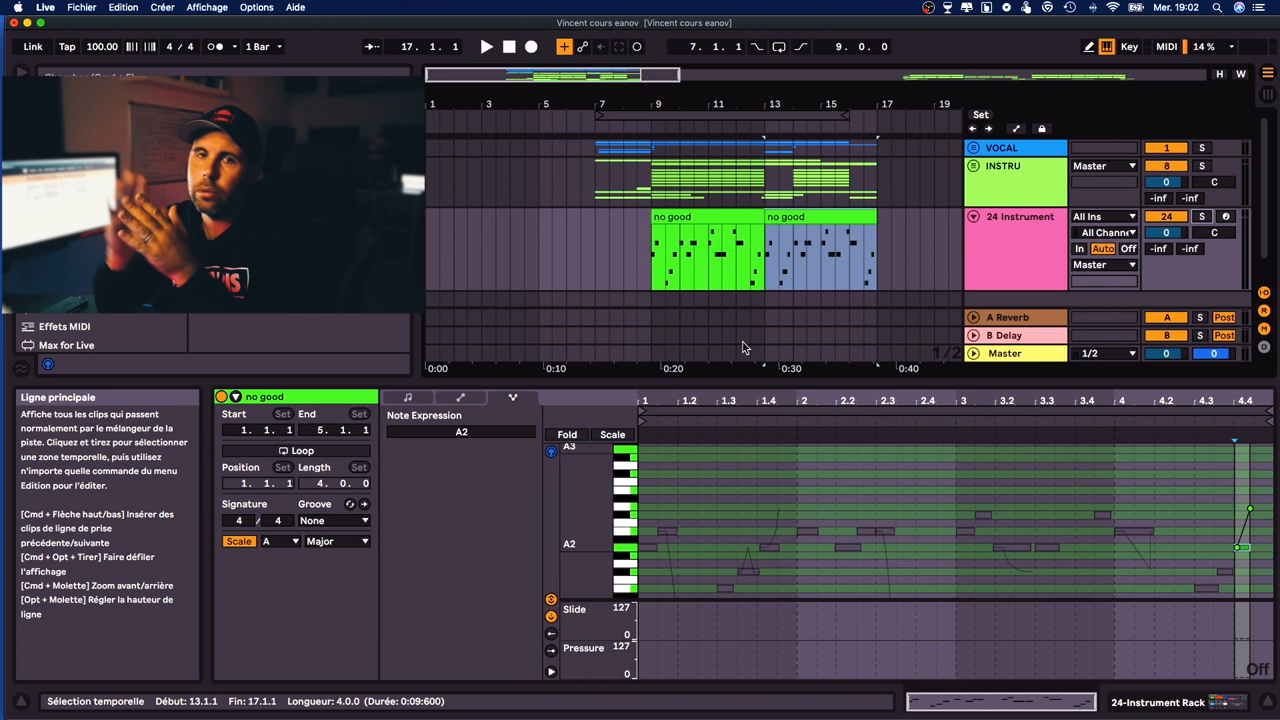 Live Fichier Edition Créer Affichage Options Aide Mer. 19:02
Vincent cours eanov [Vincent cours eanov]
Link Tap 100.00 4 / 4 1 Bar 17. 1. 1 7. 1. 1 9. 0. 0 Key MIDI 14 %
H W
1 3 5 7 9 11 13 15 17 19
Set
VOCAL 1 S
INSTRU Master 8 S
0 C
-inf -inf
no good no good 24 Instrument All Ins 24 S
All Channe 0 C
In Auto Off -inf -inf
Master
A Reverb A S Post
B Delay B S Post
1/2 Master 1/2 0 0
0:00 0:10 0:20 0:30 0:40
Effets MIDI
Max for Live
Ligne principale
Affiche tous les clips qui passent
normalement par le mélangeur de la
piste. Cliquez et tirez pour sélectionner
une zone temporelle, puis utilisez
n'importe quelle commande du menu
Edition pour l'éditer.
[Cmd + Flèche haut/bas] Insérer des
clips de ligne de prise
précédente/suivante
[Cmd + Opt + Tirer] Faire défiler
l'affichage
[Cmd + Molette] Zoom avant/arrière
[Opt + Molette] Régler la hauteur de
ligne
no good
Start Set End Set
1. 1. 1 5. 1. 1
Loop
Position Set Length Set
1. 1. 1 4. 0. 0
Signature Groove
4 / 4 None
Scale A Major
Note Expression
A2
1 1.2 1.3 1.4 2 2.2 2.3 2.4 3 3.2 3.3 3.4 4 4.2 4.3 4.4
Fold Scale
A3
A2
Slide 127
0
Pressure 127
0
Off
Sélection temporelle Début: 13.1.1 Fin: 17.1.1 Longueur: 4.0.0 (Durée: 0:09:600)
24-Instrument Rack